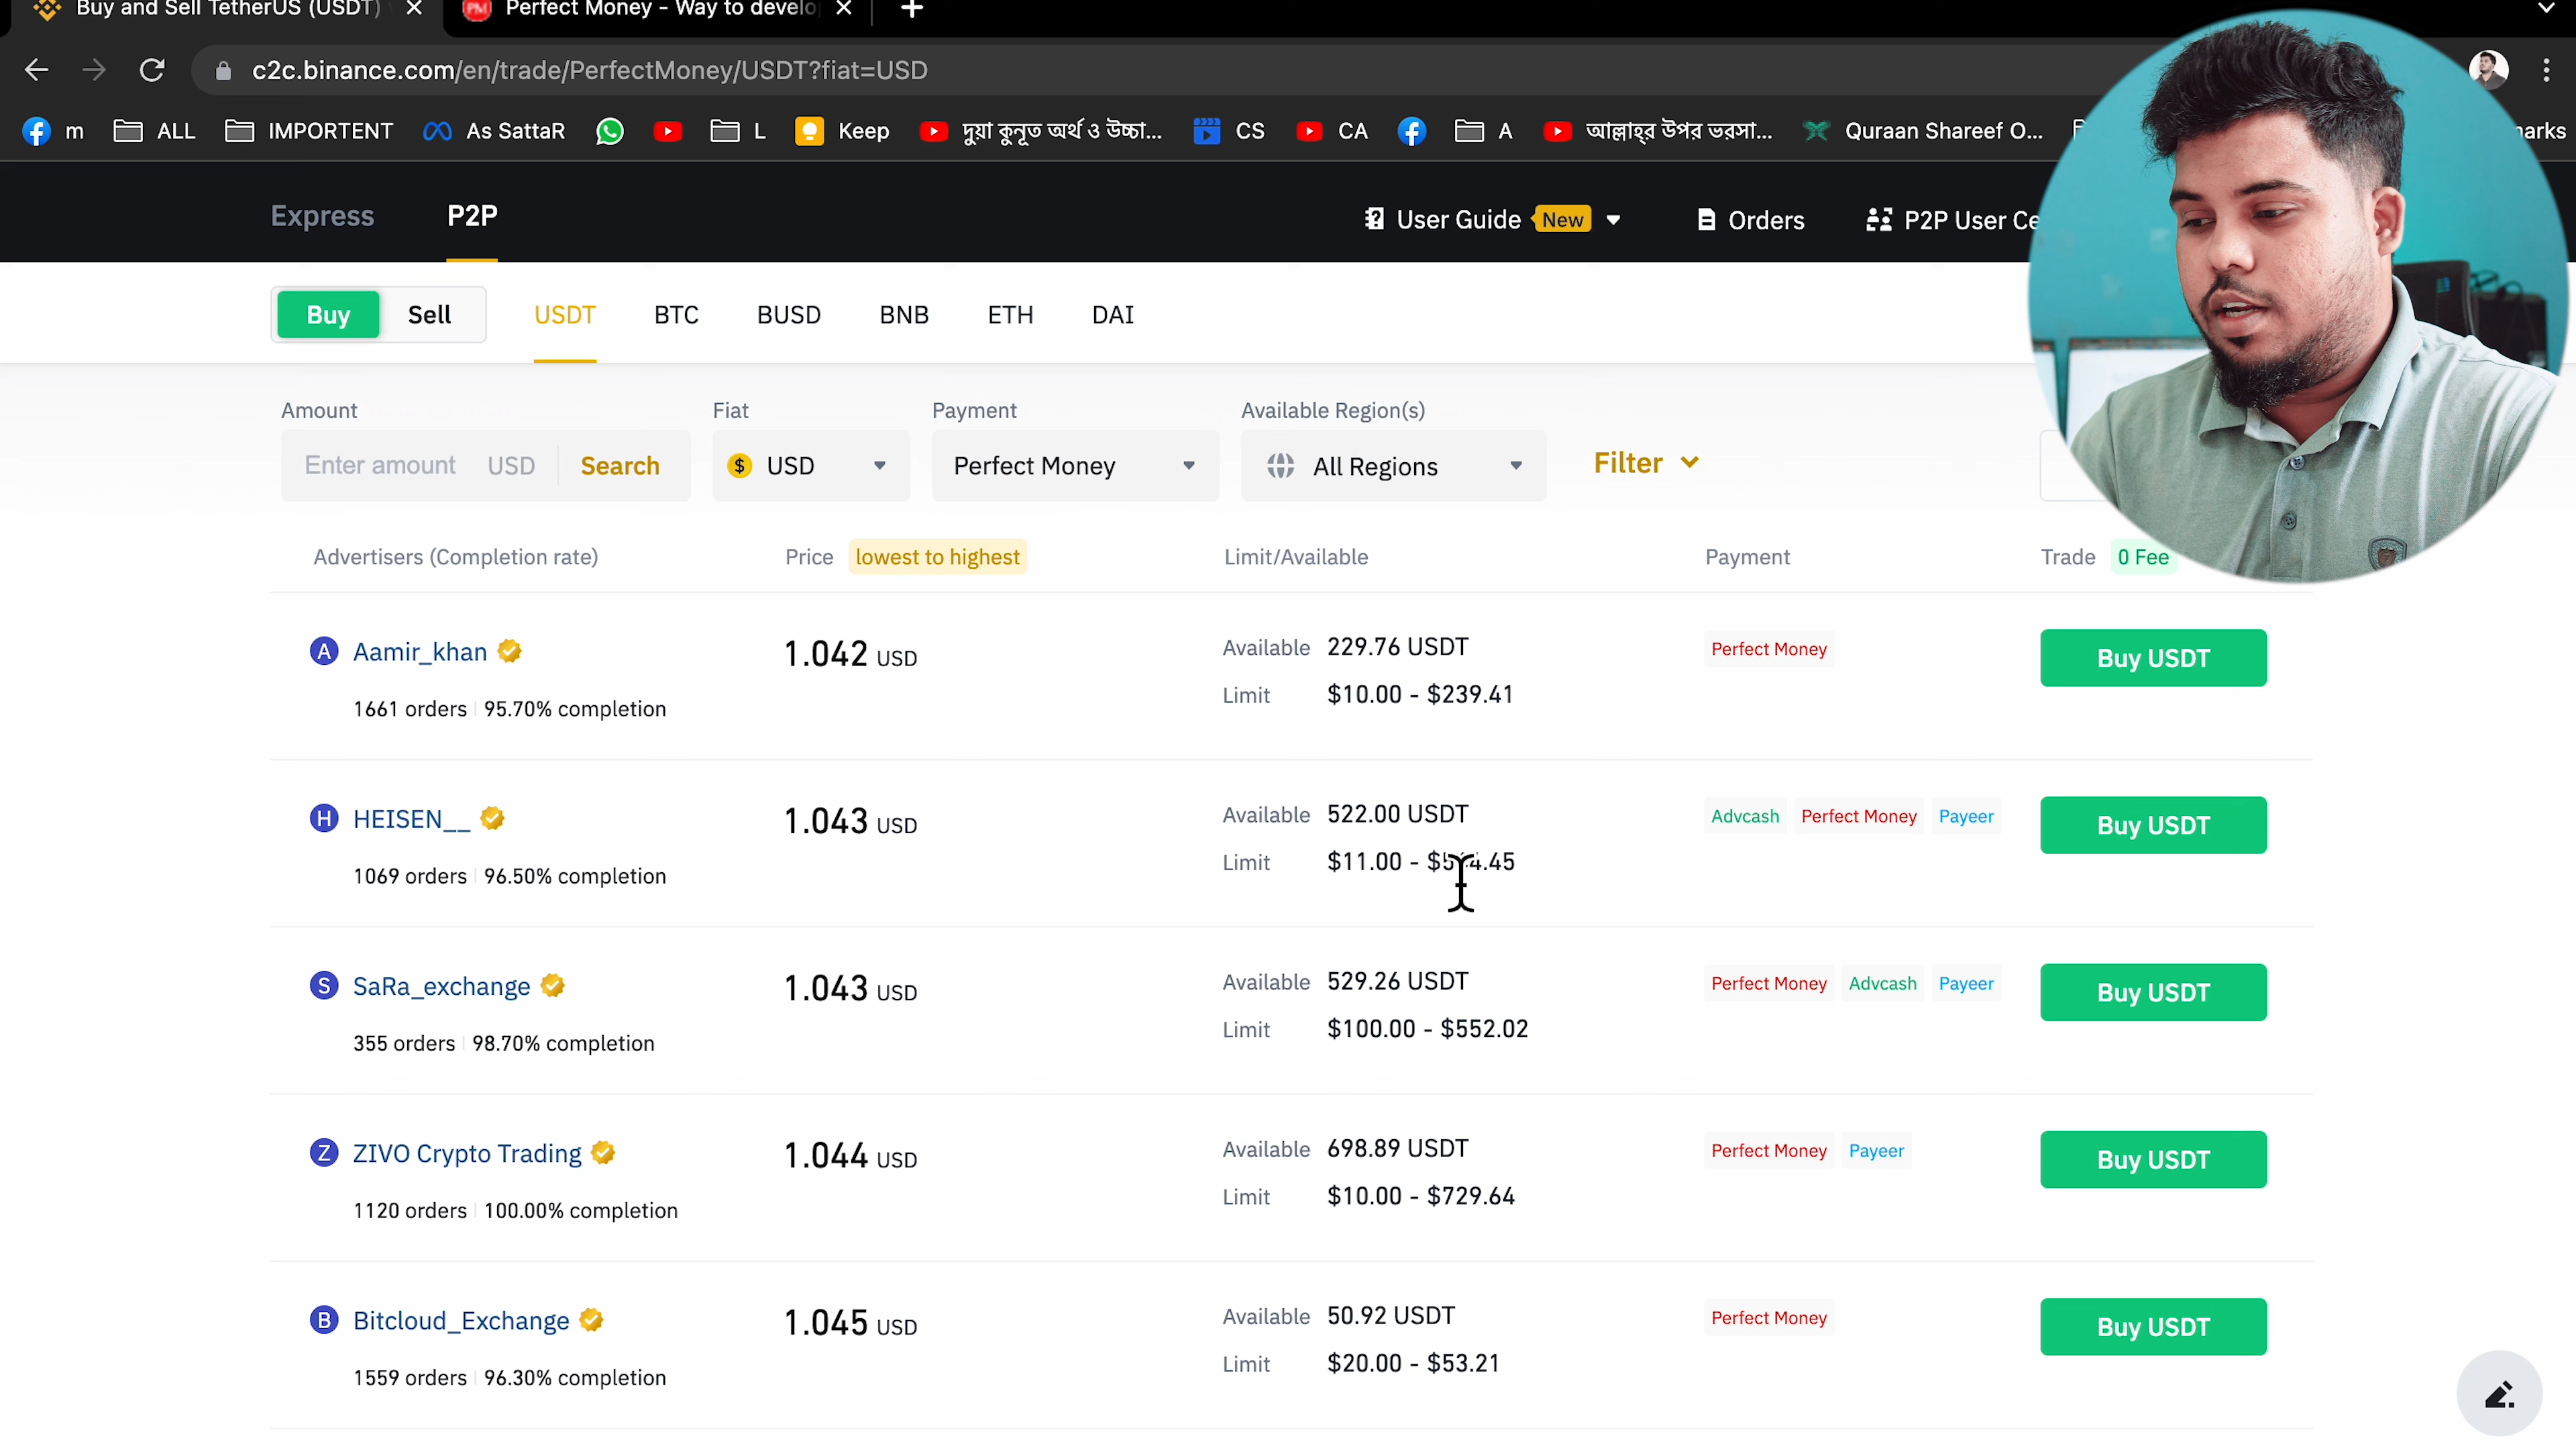 Buy and Sell TetherUS (USDT)
Perfect Money - Way to develo
c2c.binance.com/en/trade/PerfectMoney/USDT?fiat=USD
m ALL IMPORTENT As SattaR L Keep দুয়া কুনূত অর্থ ও উচ্চা... CS CA A আল্লাহ্‌র উপর ভরসা... Quraan Shareef O... arks
Express P2P User Guide New Orders P2P User Ce
Buy Sell USDT BTC BUSD BNB ETH DAI
Amount Fiat Payment Available Region(s)
Enter amount USD Search $ USD Perfect Money All Regions Filter
Advertisers (Completion rate) Price lowest to highest Limit/Available Payment Trade 0 Fee
A Aamir_khan 1.042 USD Available 229.76 USDT Perfect Money Buy USDT
Limit $10.00 - $239.41
1661 orders 95.70% completion
H HEISEN__ 1.043 USD Available 522.00 USDT Advcash Perfect Money Payeer Buy USDT
Limit $11.00 -
1069 orders 96.50% completion
S SaRa_exchange 1.043 USD Available 529.26 USDT Perfect Money Advcash Payeer Buy USDT
Limit $100.00 - $552.02
355 orders 98.70% completion
Z ZIVO Crypto Trading 1.044 USD Available 698.89 USDT Perfect Money Payeer Buy USDT
Limit $10.00 - $729.64
1120 orders 100.00% completion
B Bitcloud_Exchange 1.045 USD Available 50.92 USDT Perfect Money Buy USDT
Limit $20.00 - $53.21
1559 orders 96.30% completion